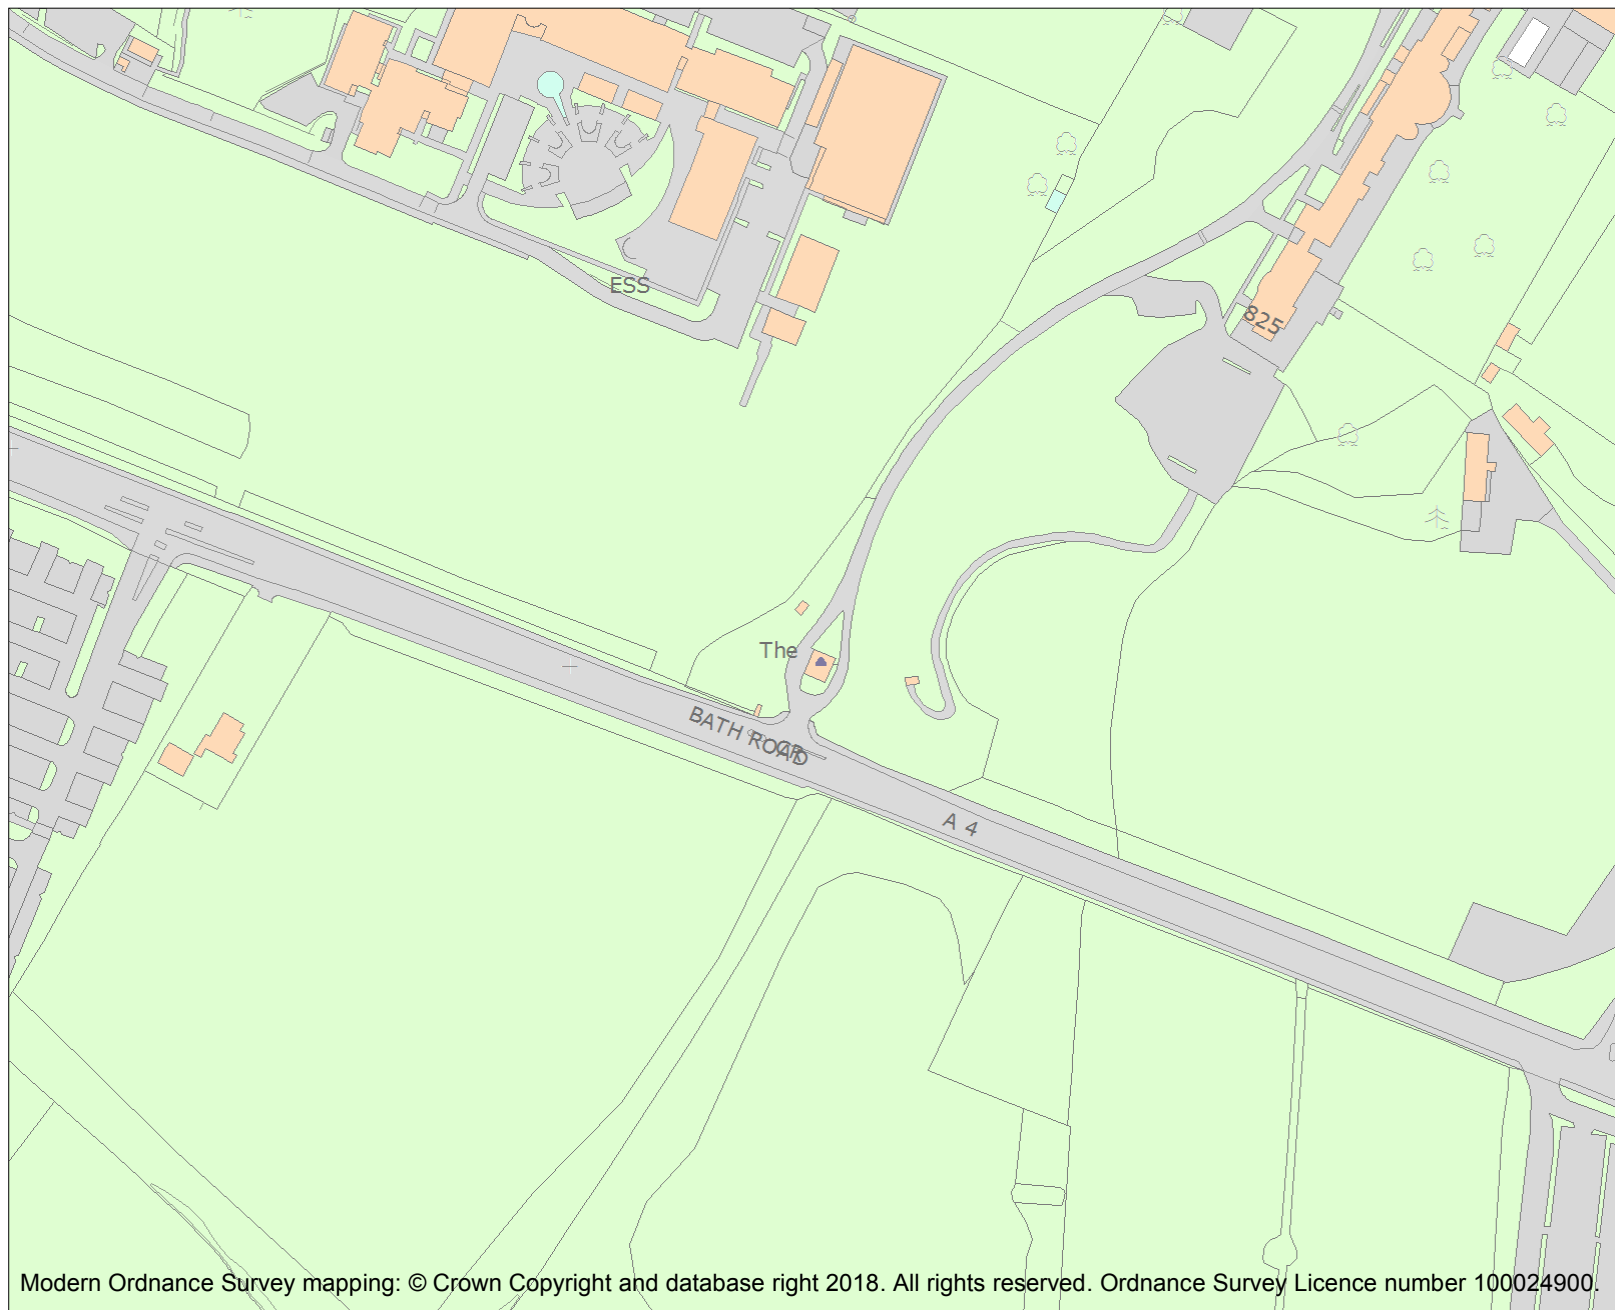 ESS
825
The
BATH ROAD
CR
A 4
Modern Ordnance Survey mapping: © Crown Copyright and database right 2018. All rights reserved. Ordnance Survey Licence number 100024900.